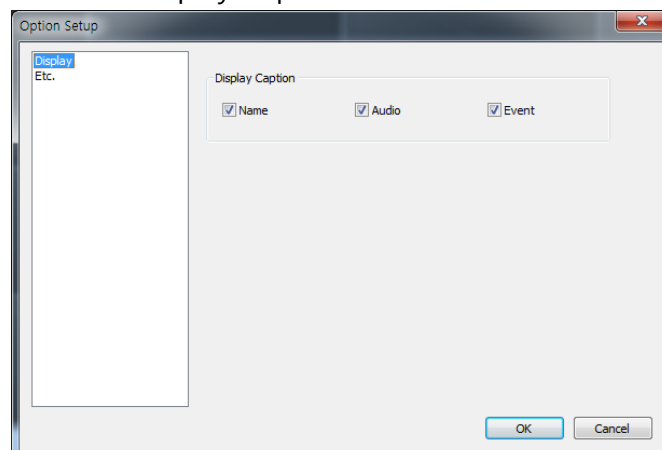 Option Setup
Display
Etc.
Display Caption
Name
Audio
Event
OK
Cancel